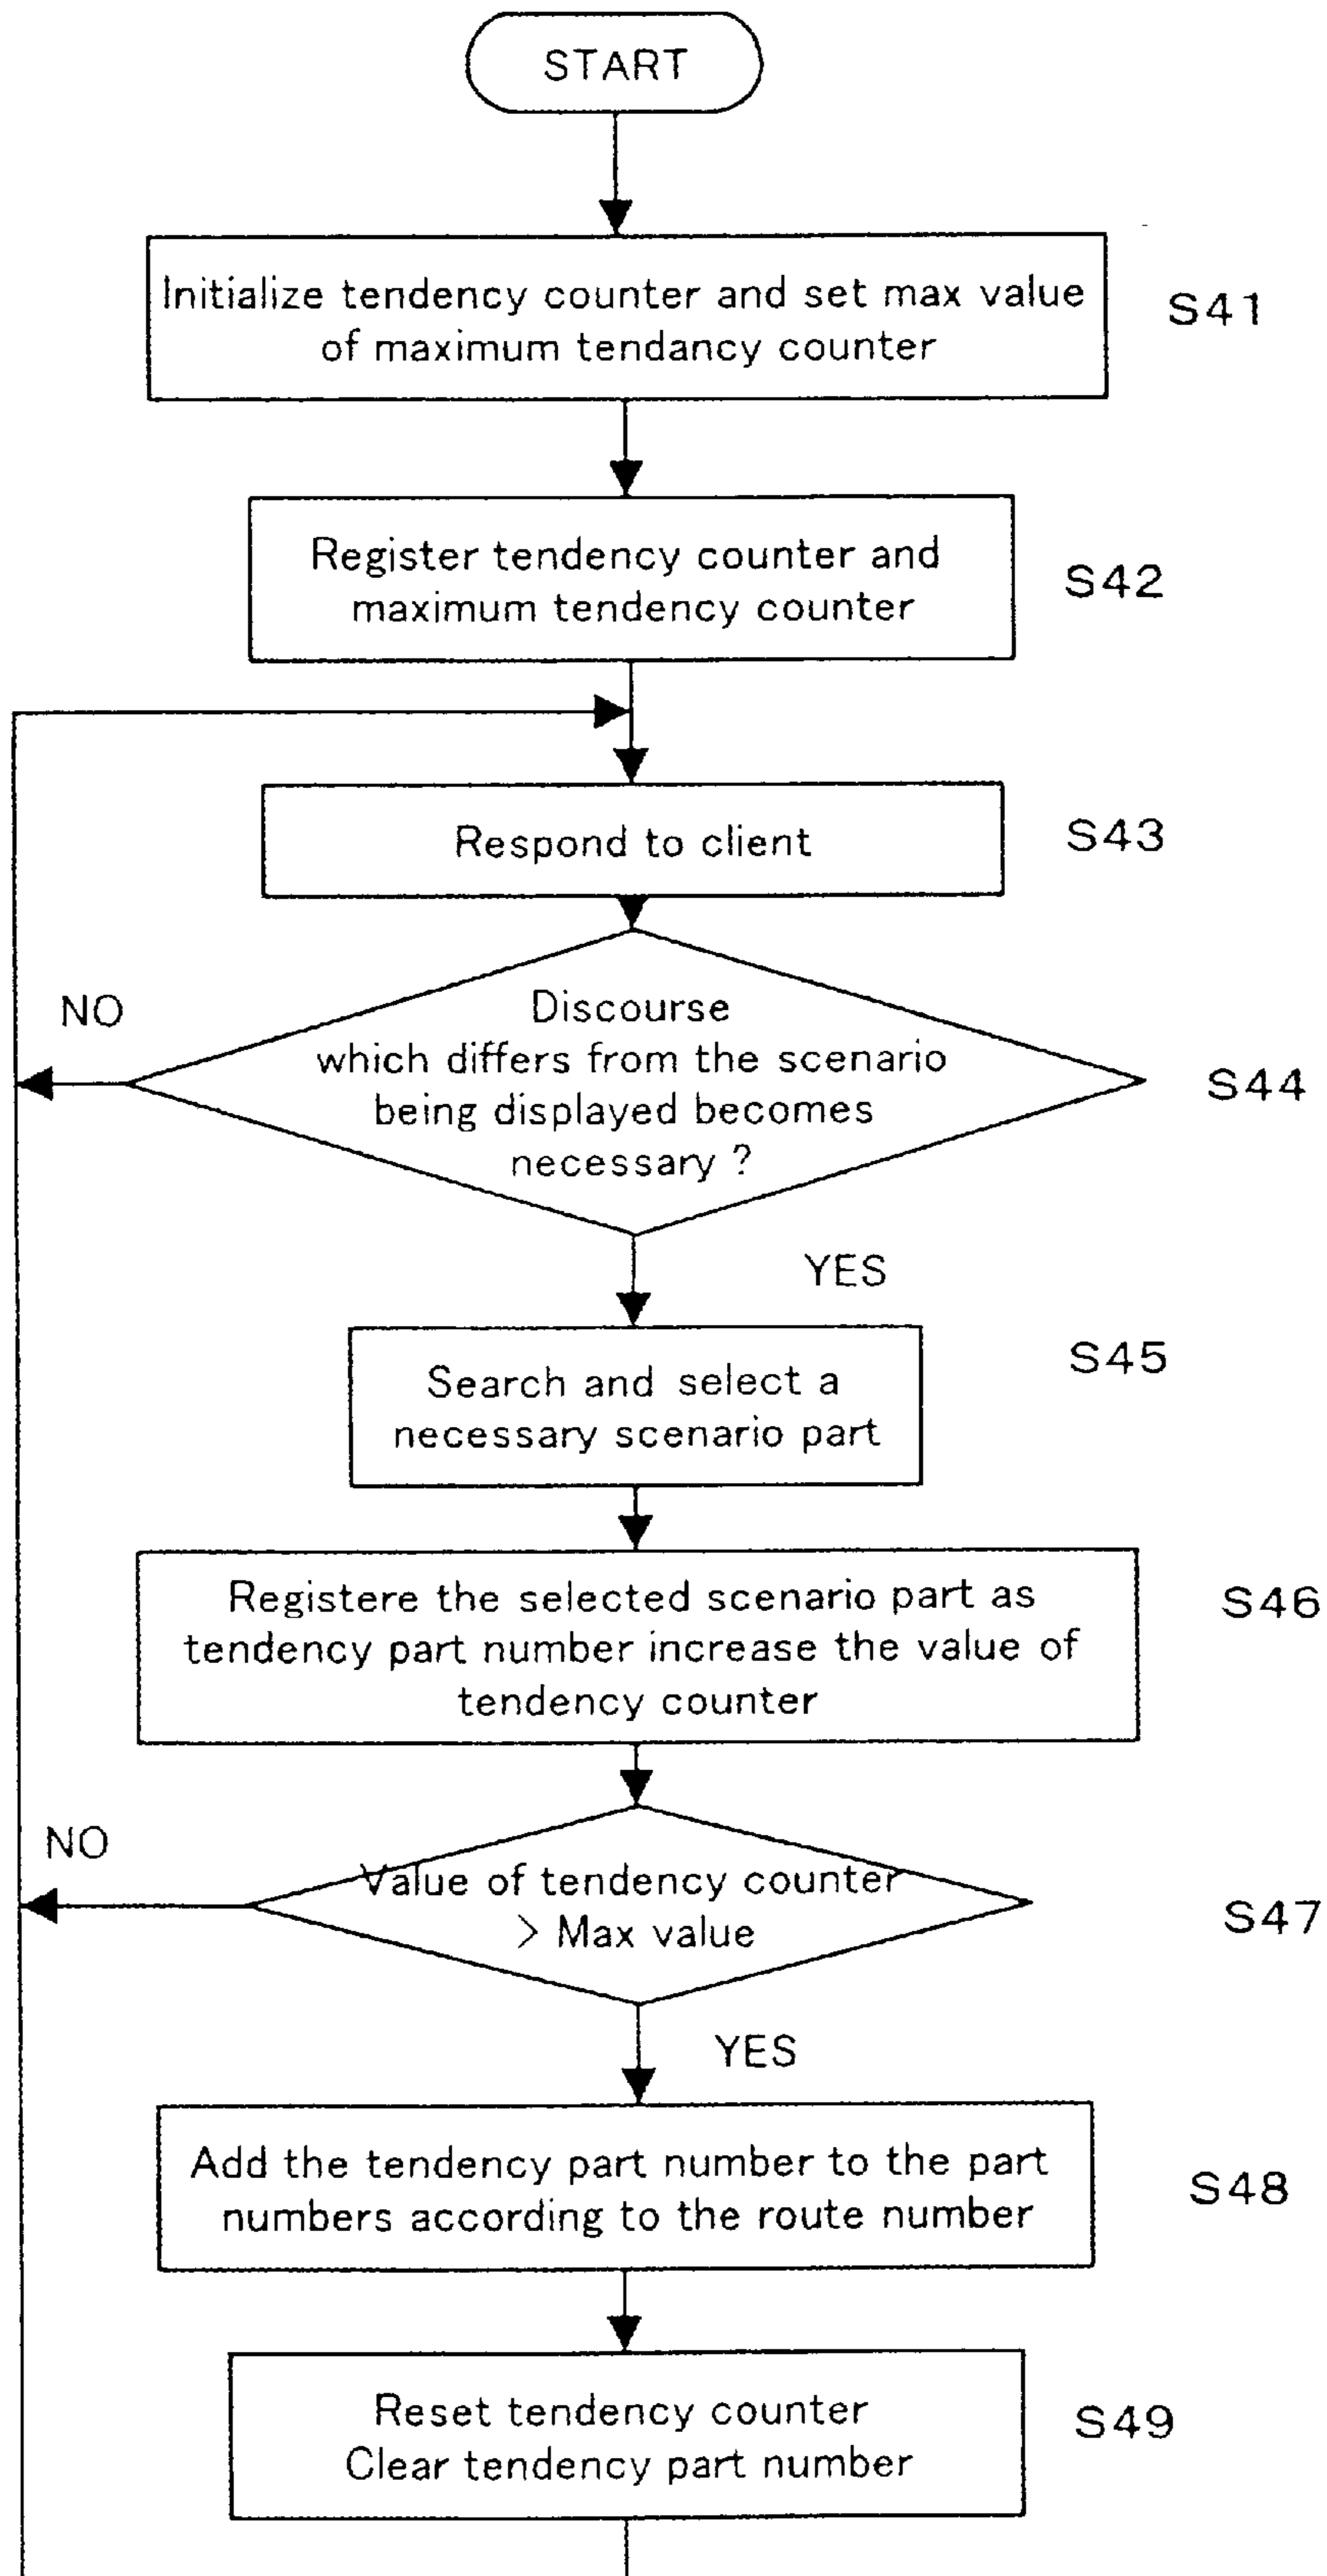 START
Initialize tendency counter and set max value
of maximum tendancy counter
S41
Register tendency counter and
maximum tendency counter
S42
Respond to client
S43
NO
Discourse
which differs from the scenario
being displayed becomes
necessary ?
S44
YES
Search and select a
necessary scenario part
S45
Registere the selected scenario part as
tendency part number increase the value of
tendency counter
S46
NO
Value of tendency counter
> Max value
S47
YES
Add the tendency part number to the part
numbers according to the route number
S48
Reset tendency counter
Clear tendency part number
S49